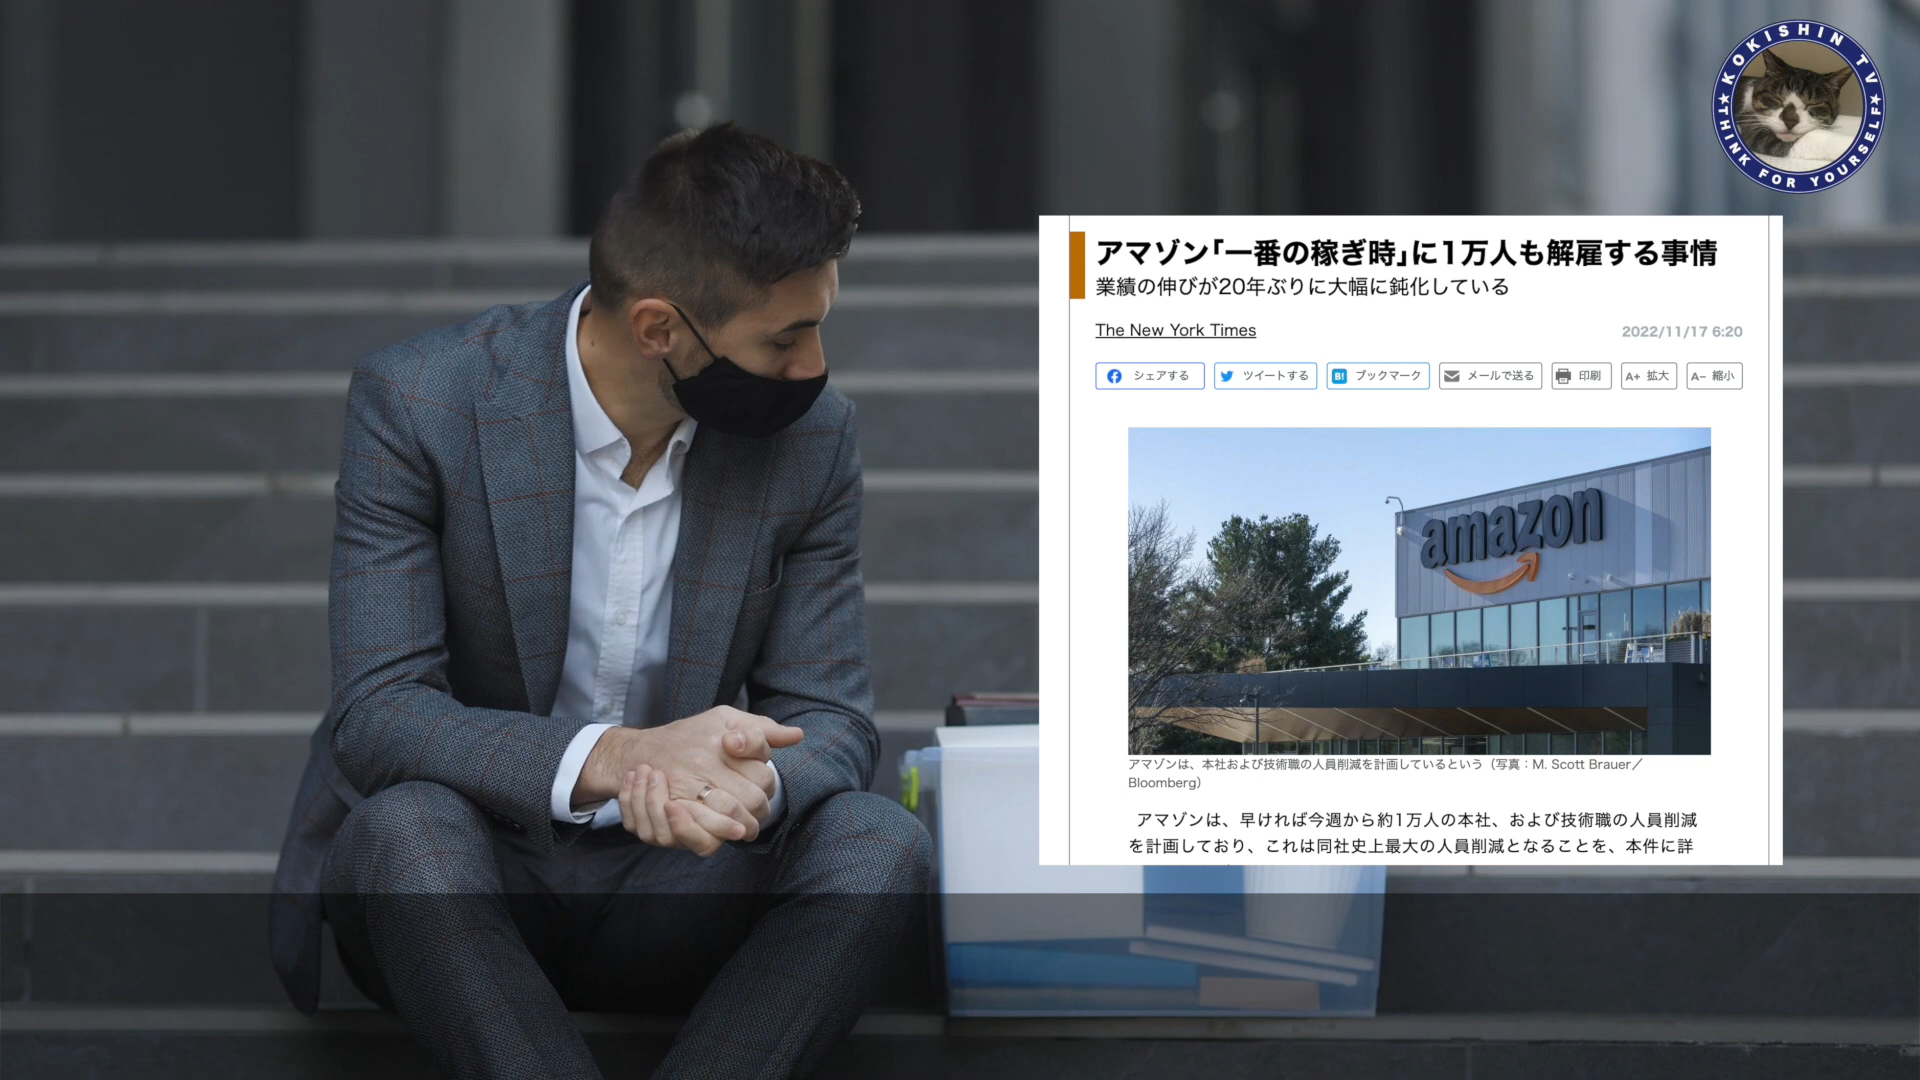 KOKISHIN TV
THINK FOR YOURSELF
アマゾン｢一番の稼ぎ時｣に1万人も解雇する事情
業績の伸びが20年ぶりに大幅に鈍化している
The New York Times
2022/11/17 6:20
シェアする
ツイートする
B! ブックマーク
メールで送る
印刷
A+ 拡大
A− 縮小
amazon
アマゾンは、本社および技術職の人員削減を計画しているという（写真：M. Scott Brauer／
Bloomberg）
アマゾンは、早ければ今週から約1万人の本社、および技術職の人員削減
を計画しており、これは同社史上最大の人員削減となることを、本件に詳